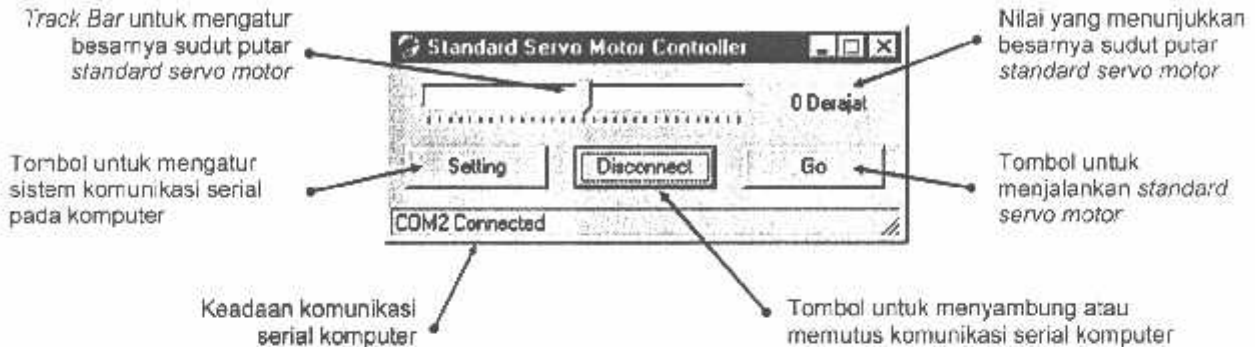 Track Bar untuk mengatur
besarnya sudut putar
standard servo motor
Standard Servo Motor Controller
Nilai yang menunjukkan
besarnya sudut putar
standard servo motor
0 Derajat
Tombol untuk mengatur
sistem komunikasi serial
pada komputer
Setting
Disconnect
Go
Tombol untuk
menjalankan standard
servo motor
COM2 Connected
Keadaan komunikasi
serial komputer
Tombol untuk menyambung atau
memutus komunikasi serial komputer